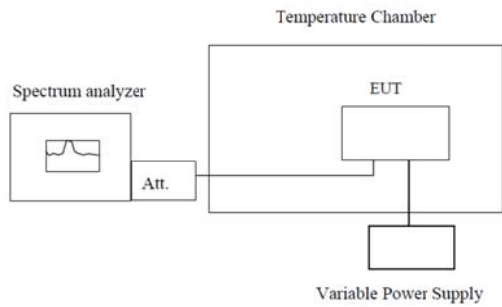 Temperature Chamber
Spectrum analyzer
EUT
Att.
Variable Power Supply